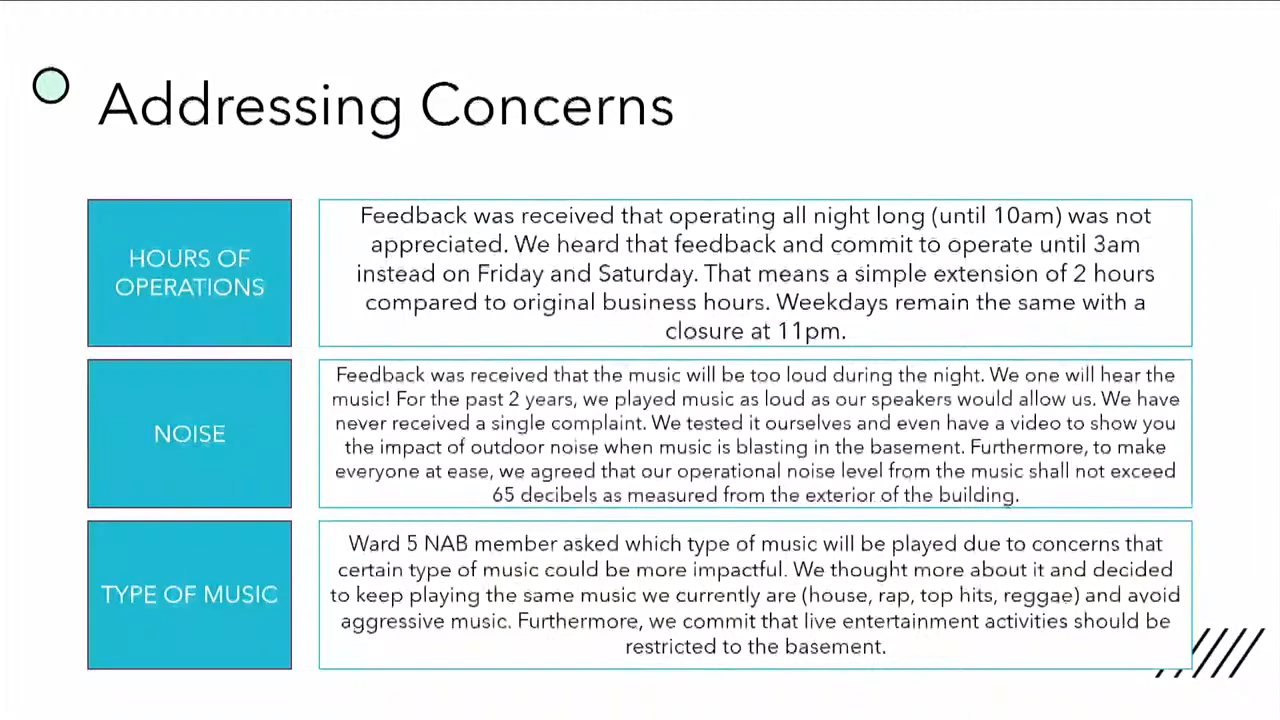 Addressing Concerns
HOURS OF
OPERATIONS
Feedback was received that operating all night long (until 10am) was not
appreciated. We heard that feedback and commit to operate until 3am
instead on Friday and Saturday. That means a simple extension of 2 hours
compared to original business hours. Weekdays remain the same with a
closure at 11pm.
NOISE
Feedback was received that the music will be too loud during the night. We one will hear the
music! For the past 2 years, we played music as loud as our speakers would allow us. We have
never received a single complaint. We tested it ourselves and even have a video to show you
the impact of outdoor noise when music is blasting in the basement. Furthermore, to make
everyone at ease, we agreed that our operational noise level from the music shall not exceed
65 decibels as measured from the exterior of the building.
TYPE OF MUSIC
Ward 5 NAB member asked which type of music will be played due to concerns that
certain type of music could be more impactful. We thought more about it and decided
to keep playing the same music we currently are (house, rap, top hits, reggae) and avoid
aggressive music. Furthermore, we commit that live entertainment activities should be
restricted to the basement.